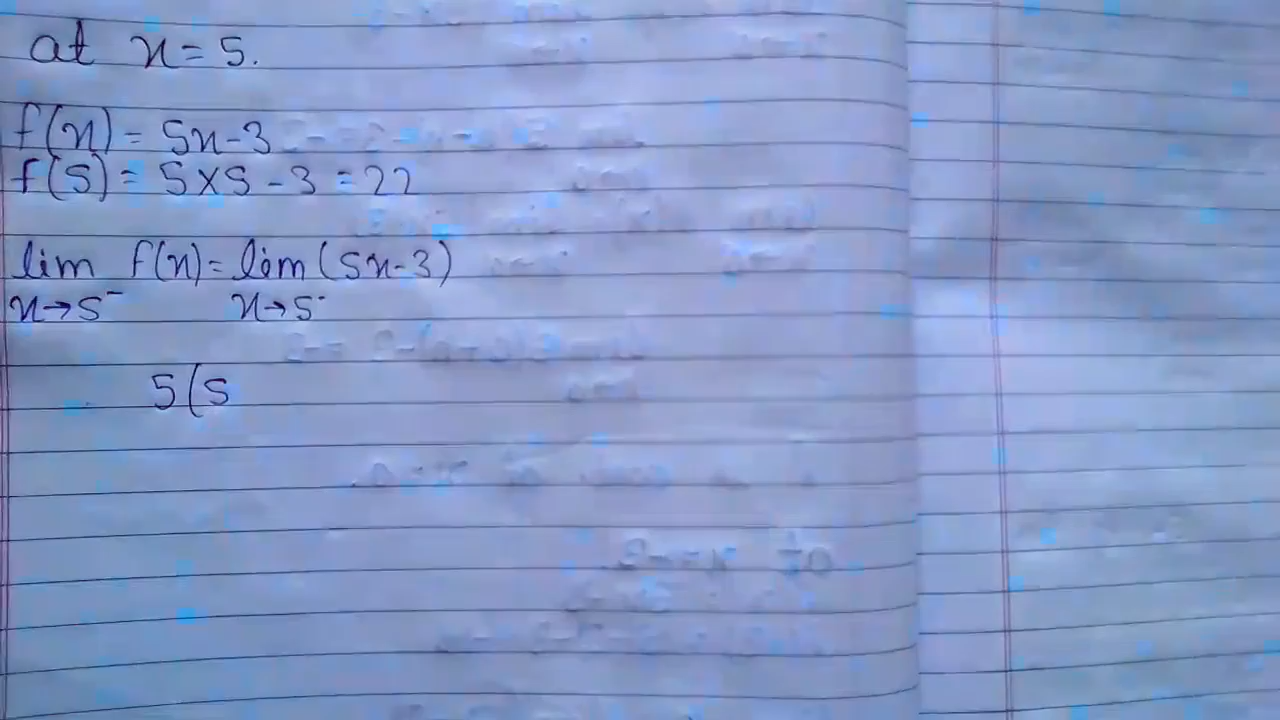 at x = 5.
f(x) = 5x-3
f(5) = 5×5 - 3 = 22
lim f(x) = lim (5x-3)
x→5⁻ x→5⁻
5(5